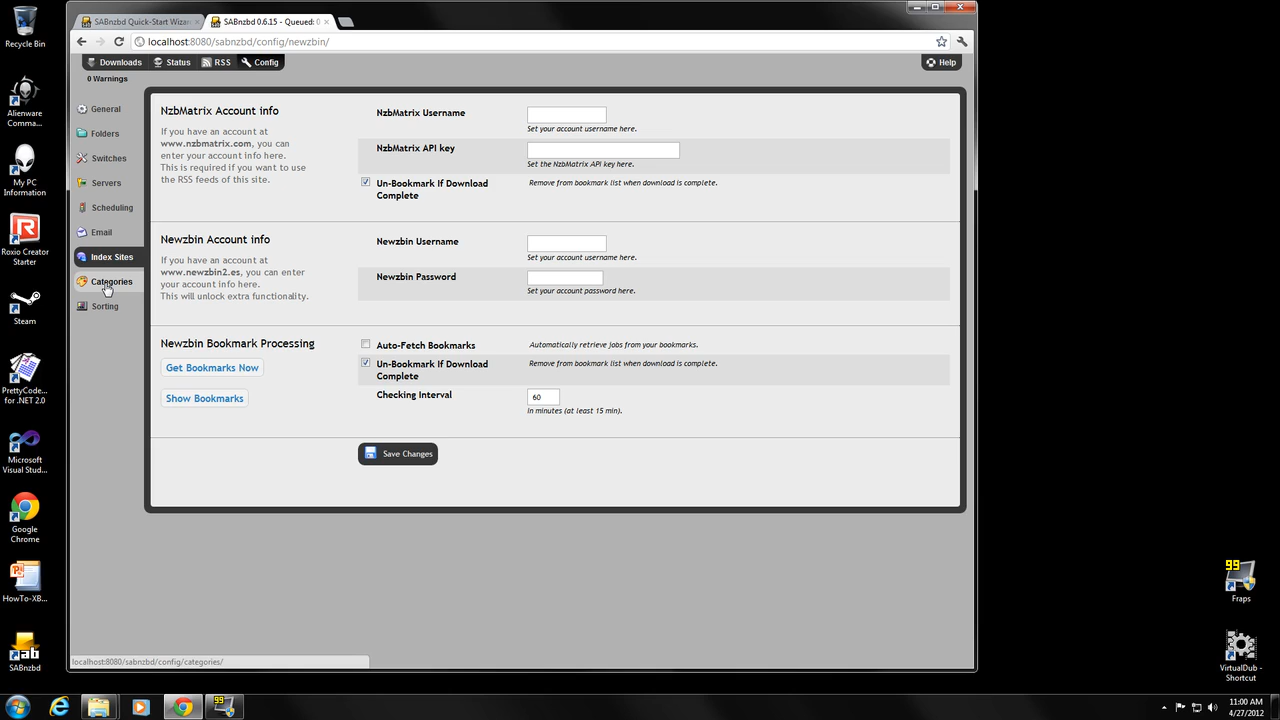 Recycle Bin
Alienware
Comma...
My PC
Information
Roxio Creator
Starter
Steam
PrettyCode...
for .NET 2.0
Microsoft
Visual Stud...
Google
Chrome
HowTo-XB...
SABnzbd
SABnzbd Quick-Start Wizar
SABnzbd 0.6.15 - Queued: 0
localhost:8080/sabnzbd/config/newzbin/
Downloads
Status
RSS
Config
Help
0 Warnings
General
Folders
Switches
Servers
Scheduling
Email
Index Sites
Categories
Sorting
NzbMatrix Account info
If you have an account at
www.nzbmatrix.com, you can
enter your account info here.
This is required if you want to use
the RSS feeds of this site.
NzbMatrix Username
Set your account username here.
NzbMatrix API key
Set the NzbMatrix API key here.
Un-Bookmark If Download
Complete
Remove from bookmark list when download is complete.
Newzbin Account info
If you have an account at
www.newzbin2.es, you can enter
your account info here.
This will unlock extra functionality.
Newzbin Username
Set your account username here.
Newzbin Password
Set your account password here.
Newzbin Bookmark Processing
Get Bookmarks Now
Show Bookmarks
Auto-Fetch Bookmarks
Automatically retrieve jobs from your bookmarks.
Un-Bookmark If Download
Complete
Remove from bookmark list when download is complete.
Checking Interval
60
In minutes (at least 15 min).
Save Changes
localhost:8080/sabnzbd/config/categories/
99
Fraps
VirtualDub -
Shortcut
99
11:00 AM
4/27/2012